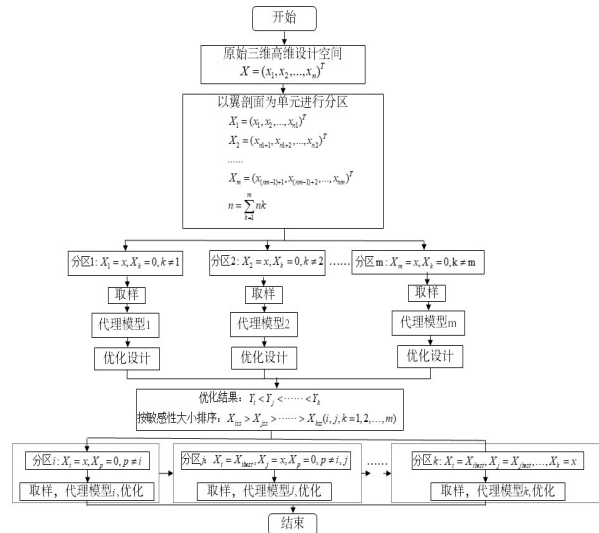 开始
原始三维高维设计空间
X = (x₁, x₂, ..., xₙ)ᵀ
以翼剖面为单元进行分区
X₁ = (x₁, x₂, ..., xₙ₁)ᵀ
X₂ = (xₙ₁₊₁, xₙ₁₊₂, ..., xₙ₂)ᵀ
......
Xₘ = (x₍ₙₘ₋₁₎₊₁, x₍ₙₘ₋₁₎₊₂, ..., xₙₘ)ᵀ
n = ∑ₖ₌₁ᵐ nk
分区1: X₁ = x, Xₖ = 0, k ≠ 1
分区2: X₂ = x, Xₖ = 0, k ≠ 2
……
分区m: Xₘ = x, Xₖ = 0, k ≠ m
取样
取样
取样
代理模型1
代理模型2
代理模型m
优化设计
优化设计
优化设计
优化结果: Yᵢ < Yⱼ < …… < Yₖ
按敏感性大小排序: Xᵢₛₛ > Xⱼₛₛ > …… > Xₖₛₛ (i, j, k = 1, 2, ..., m)
分区i: Xᵢ = x, Xₚ = 0, p ≠ i
分区j: Xᵢ = Xᵢbest, Xⱼ = x, Xₚ = 0, p ≠ i, j
……
分区k: Xᵢ = Xᵢbest, Xⱼ = Xⱼbest, ..., Xₖ = x
取样，代理模型i,优化
取样，代理模型j,优化
取样，代理模型k,优化
结束